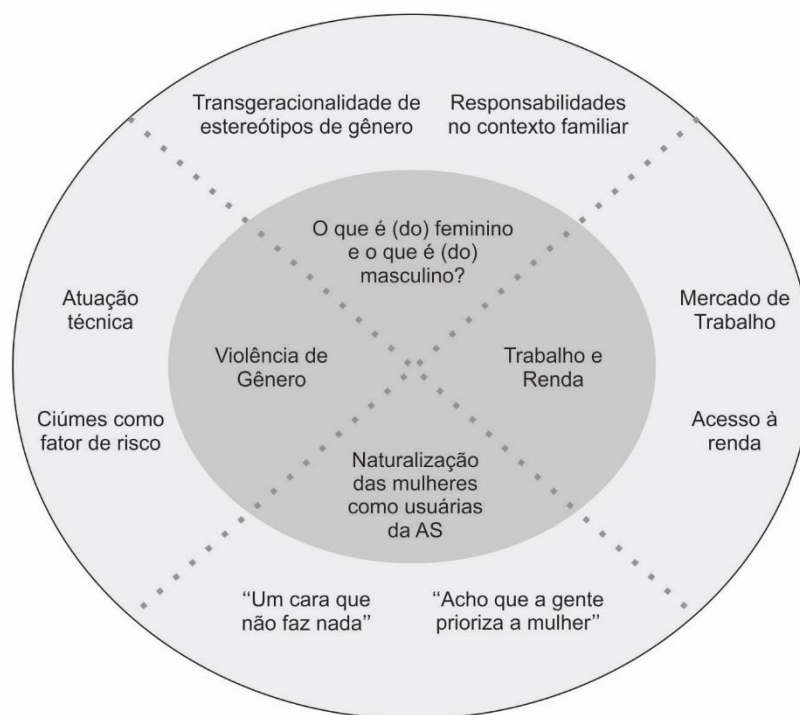 Transgeracionalidade de
estereótipos de gênero
Responsabilidades
no contexto familiar
O que é (do) feminino
e o que é (do)
masculino?
Atuação
técnica
Ciúmes como
fator de risco
Violência de
Gênero
Trabalho e
Renda
Mercado de
Trabalho
Acesso à
renda
Naturalização
das mulheres
como usuárias
da AS
“Um cara que
não faz nada”
“Acho que a gente
prioriza a mulher”